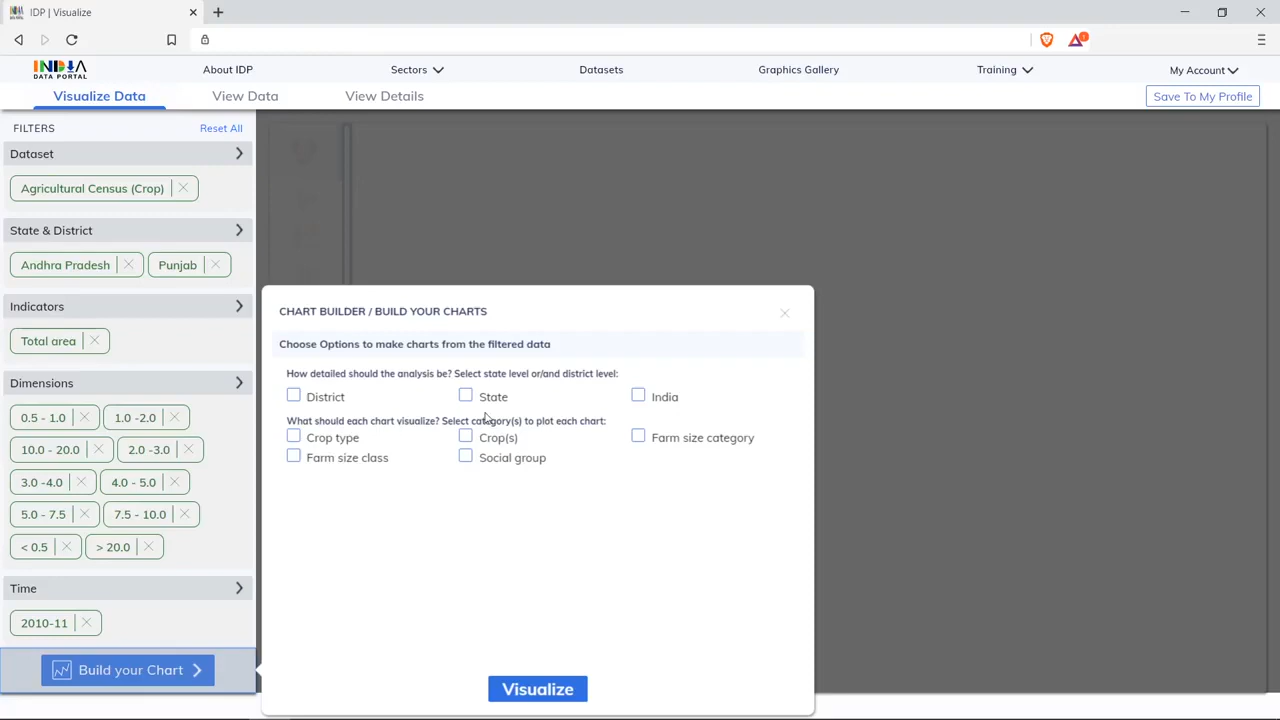 IDP | Visualize
INDIA
DATA PORTAL
About IDP
Sectors
Datasets
Graphics Gallery
Training
My Account
Visualize Data
View Data
View Details
Save To My Profile
FILTERS
Reset All
Dataset
Agricultural Census (Crop)
State & District
Andhra Pradesh
Punjab
Indicators
Total area
Dimensions
0.5 - 1.0
1.0 -2.0
10.0 - 20.0
2.0 -3.0
3.0 -4.0
4.0 - 5.0
5.0 - 7.5
7.5 - 10.0
< 0.5
> 20.0
Time
2010-11
Build your Chart
CHART BUILDER / BUILD YOUR CHARTS
Choose Options to make charts from the filtered data
How detailed should the analysis be? Select state level or/and district level:
District
State
India
What should each chart visualize? Select category(s) to plot each chart:
Crop type
Crop(s)
Farm size category
Farm size class
Social group
Visualize